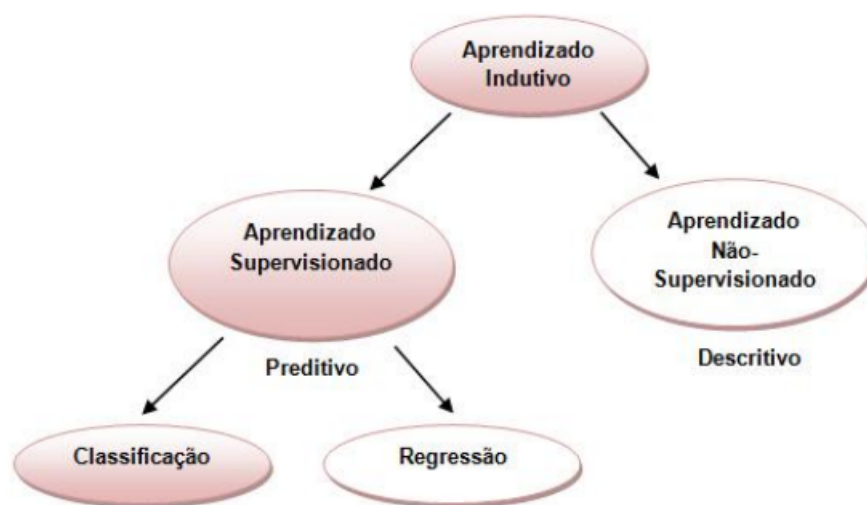 Aprendizado
Indutivo
Aprendizado
Supervisionado
Aprendizado
Não-
Supervisionado
Preditivo
Descritivo
Classificação
Regressão